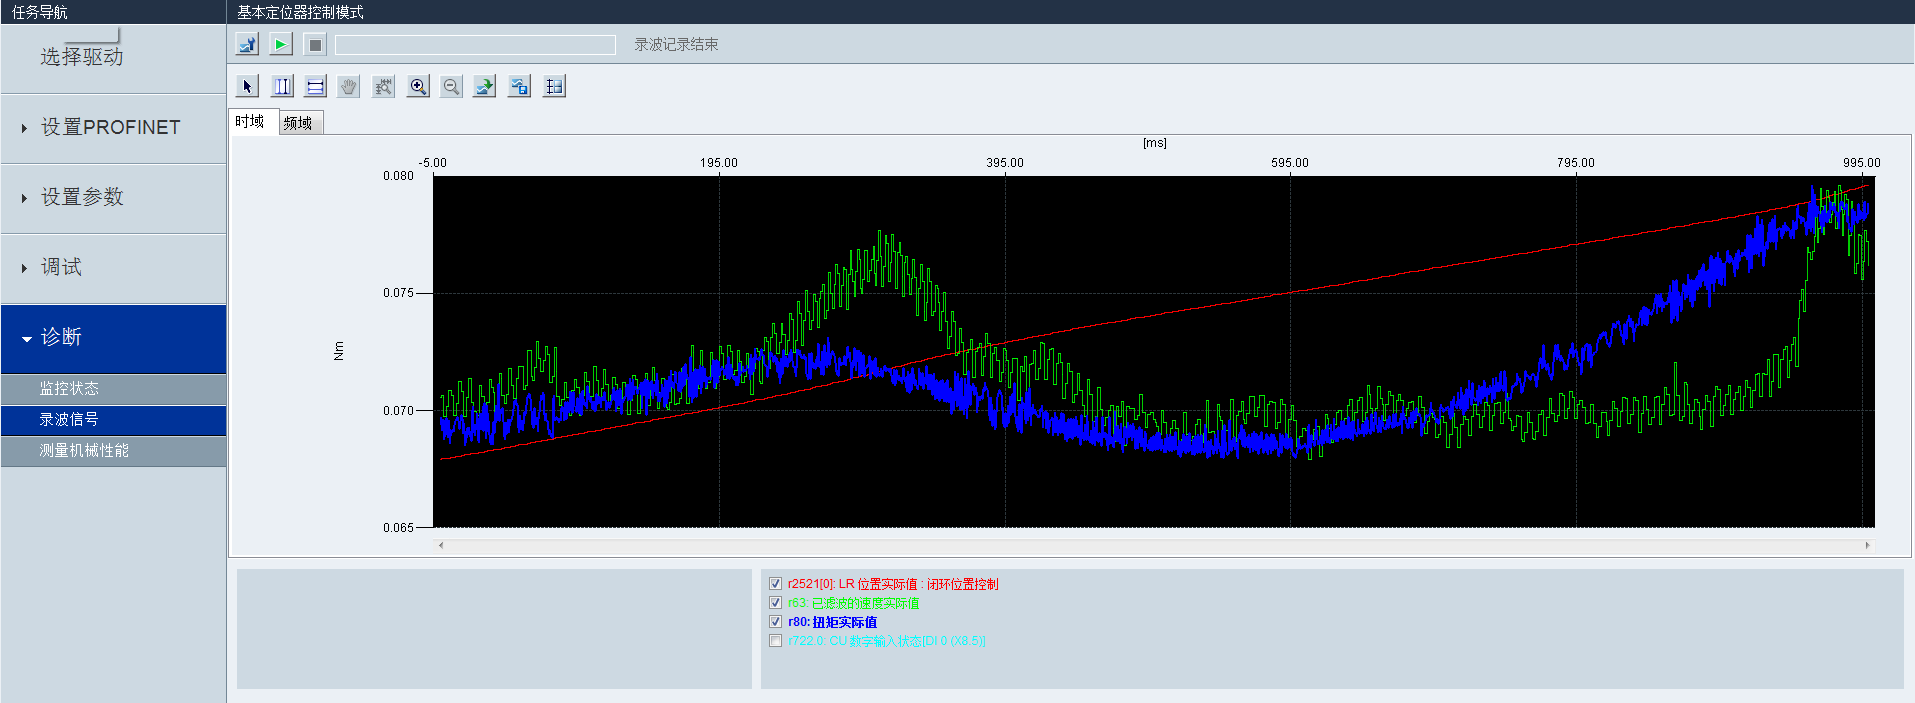 任务导航
基本定位器控制模式
选择驱动
录波记录结束
设置PROFINET
设置参数
调试
诊断
监控状态
录波信号
测量机械性能
时域
频域
[ms]
-5.00 195.00 395.00 595.00 795.00 995.00
0.080
0.075
Nm
0.070
0.065
r2521[0]: LR 位置实际值 : 闭环位置控制
r63: 已滤波的速度实际值
r80: 扭矩实际值
r722.0: CU 数字输入状态[DI 0 (X8.5)]